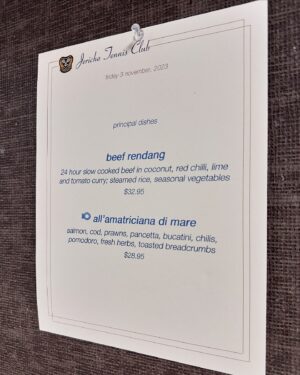 Jericho Tennis Club
friday 3 november, 2023
principal dishes
beef rendang
24 hour slow cooked beef in coconut, red chilli, lime
and tomato curry; steamed rice, seasonal vegetables
$32.95
all'amatriciana di mare
salmon, cod, prawns, pancetta, bucatini, chilis,
pomodoro, fresh herbs, toasted breadcrumbs
$28.95